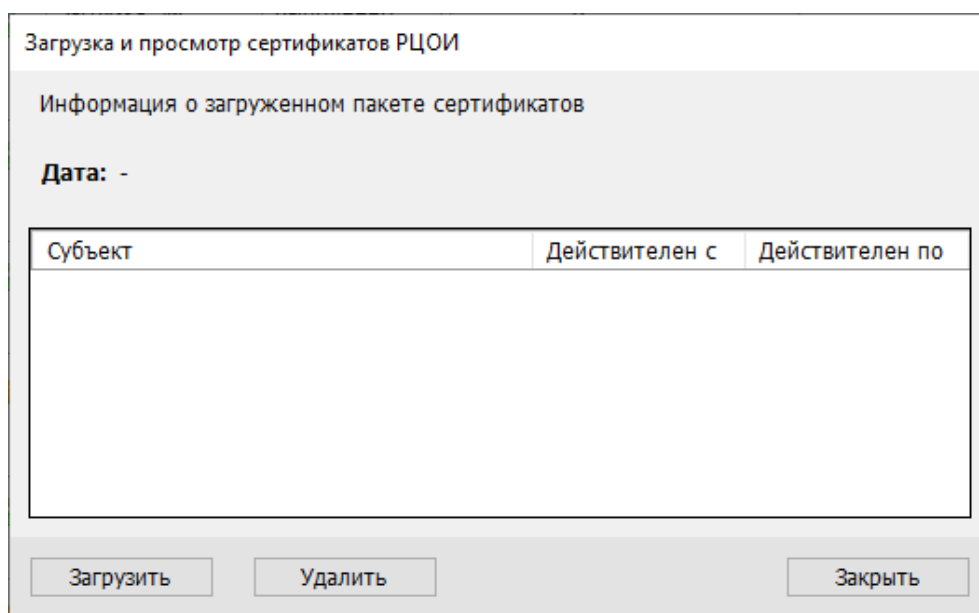 Загрузка и просмотр сертификатов РЦОИ
Информация о загруженном пакете сертификатов
Дата: -
Субъект Действителен с Действителен по
Загрузить Удалить Закрыть